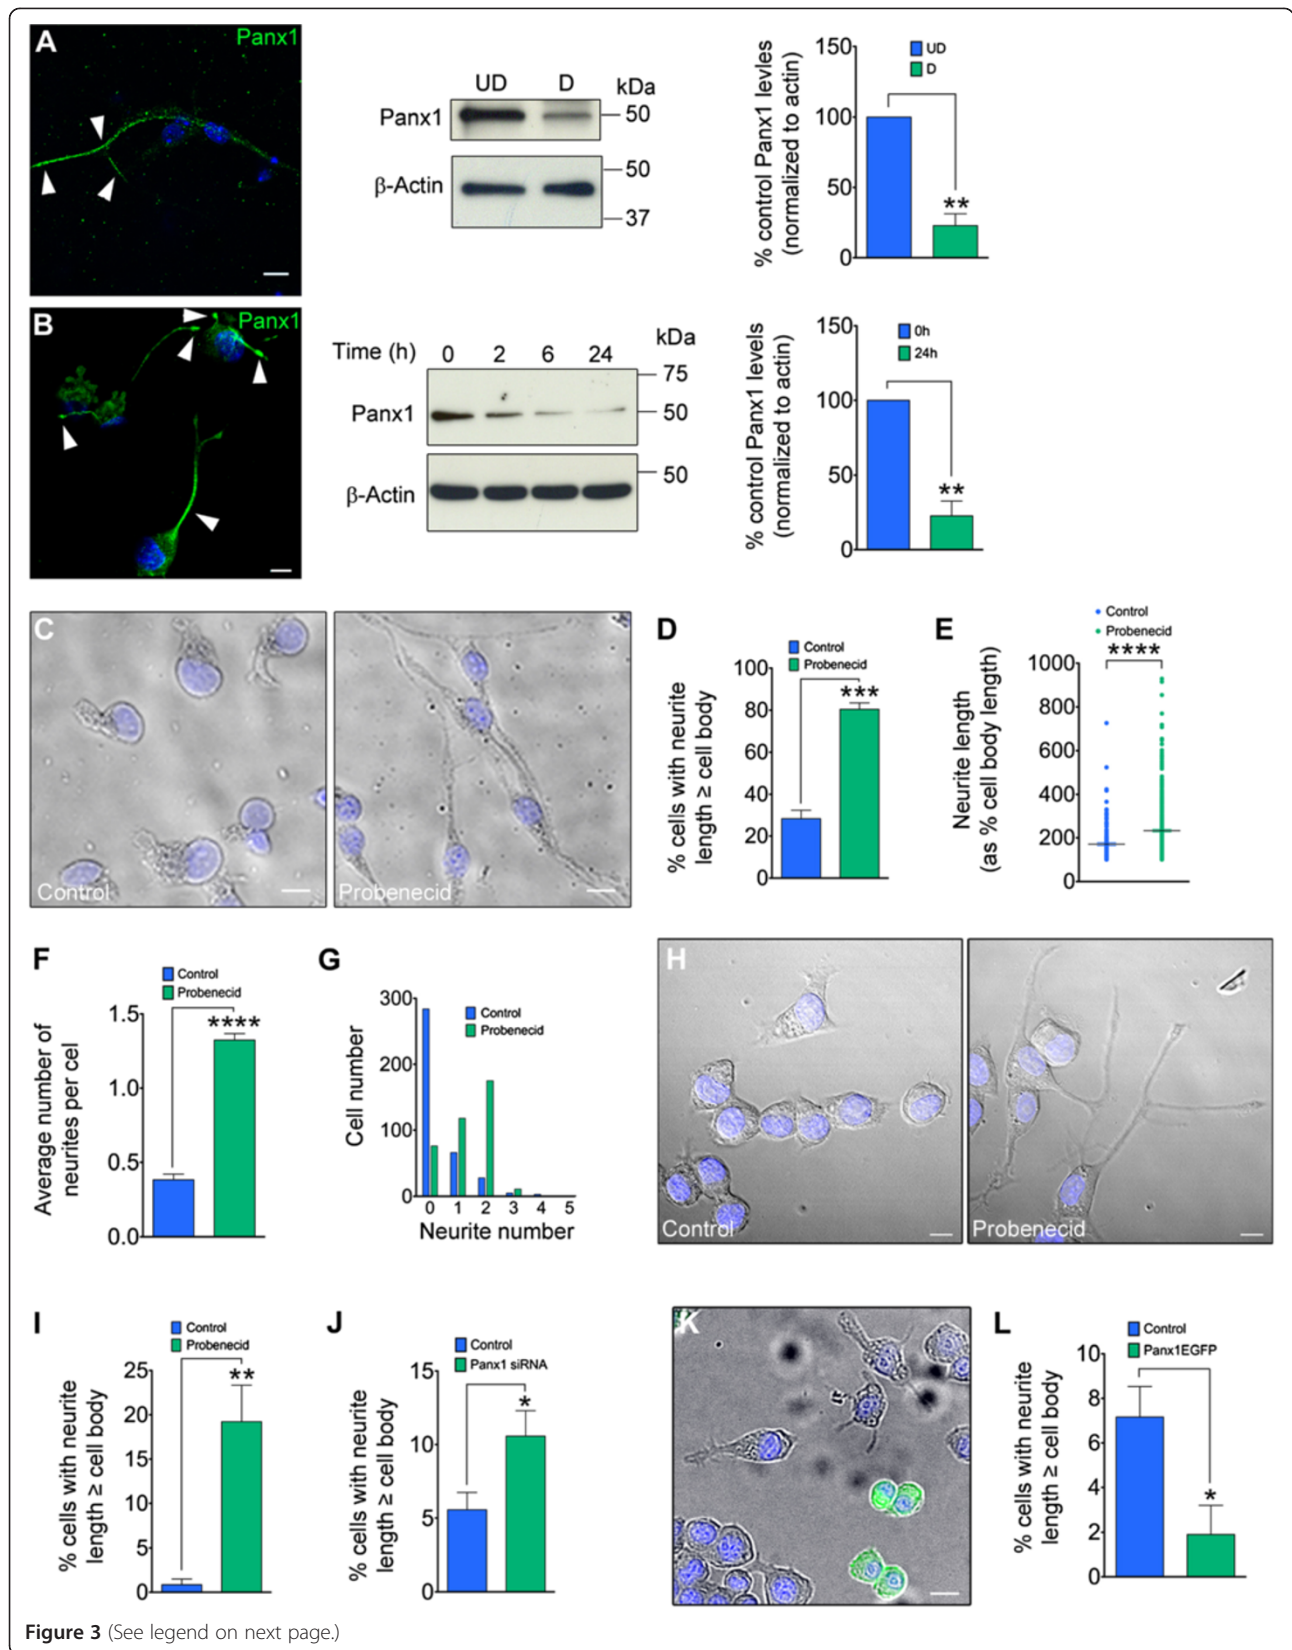 A
Panx1
UD D kDa
Panx1
50
β-Actin
50
37
% control Panx1 levles
(normalized to actin)
150
100
50
0
UD
D
**
B
Panx1
Time (h) 0 2 6 24 kDa
75
Panx1
50
β-Actin
50
% control Panx1 levels
(normalized to actin)
150
100
50
0
0h
24h
**
C
Control
Probenecid
D
% cells with neurite
length ≥ cell body
Control
Probenecid
100
80
60
40
20
0
***
E
Neurite length
(as % cell body length)
Control
Probenecid
****
1000
800
600
400
200
0
F
Control
Probenecid
Average number of
neurites per cel
1.5
1.0
0.5
0.0
****
G
Cell number
300
200
100
0
Control
Probenecid
0 1 2 3 4 5
Neurite number
H
Control
Probenecid
I
Control
Probenecid
% cells with neurite
length ≥ cell body
25
20
15
10
5
0
**
J
Control
Panx1 siRNA
% cells with neurite
length ≥ cell body
15
10
5
0
*
K
L
Control
Panx1EGFP
% cells with neurite
length ≥ cell body
10
8
6
4
2
0
*
Figure 3 (See legend on next page.)